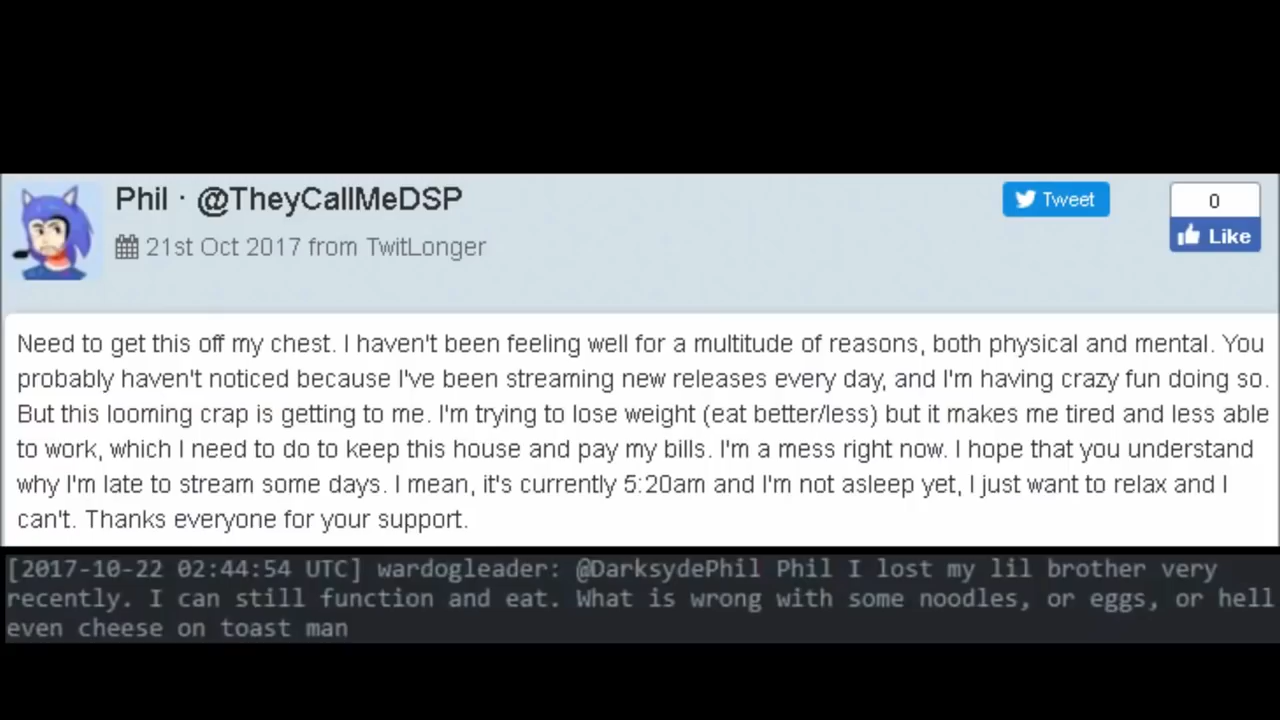 Phil · @TheyCallMeDSP
Tweet
0
21st Oct 2017 from TwitLonger
Like
Need to get this off my chest. I haven't been feeling well for a multitude of reasons, both physical and mental. You
probably haven't noticed because I've been streaming new releases every day, and I'm having crazy fun doing so.
But this looming crap is getting to me. I'm trying to lose weight (eat better/less) but it makes me tired and less able
to work, which I need to do to keep this house and pay my bills. I'm a mess right now. I hope that you understand
why I'm late to stream some days. I mean, it's currently 5:20am and I'm not asleep yet, I just want to relax and I
can't. Thanks everyone for your support.
[2017-10-22 02:44:54 UTC] wardogleader: @DarksydePhil Phil I lost my lil brother very
recently. I can still function and eat. What is wrong with some noodles, or eggs, or hell
even cheese on toast man